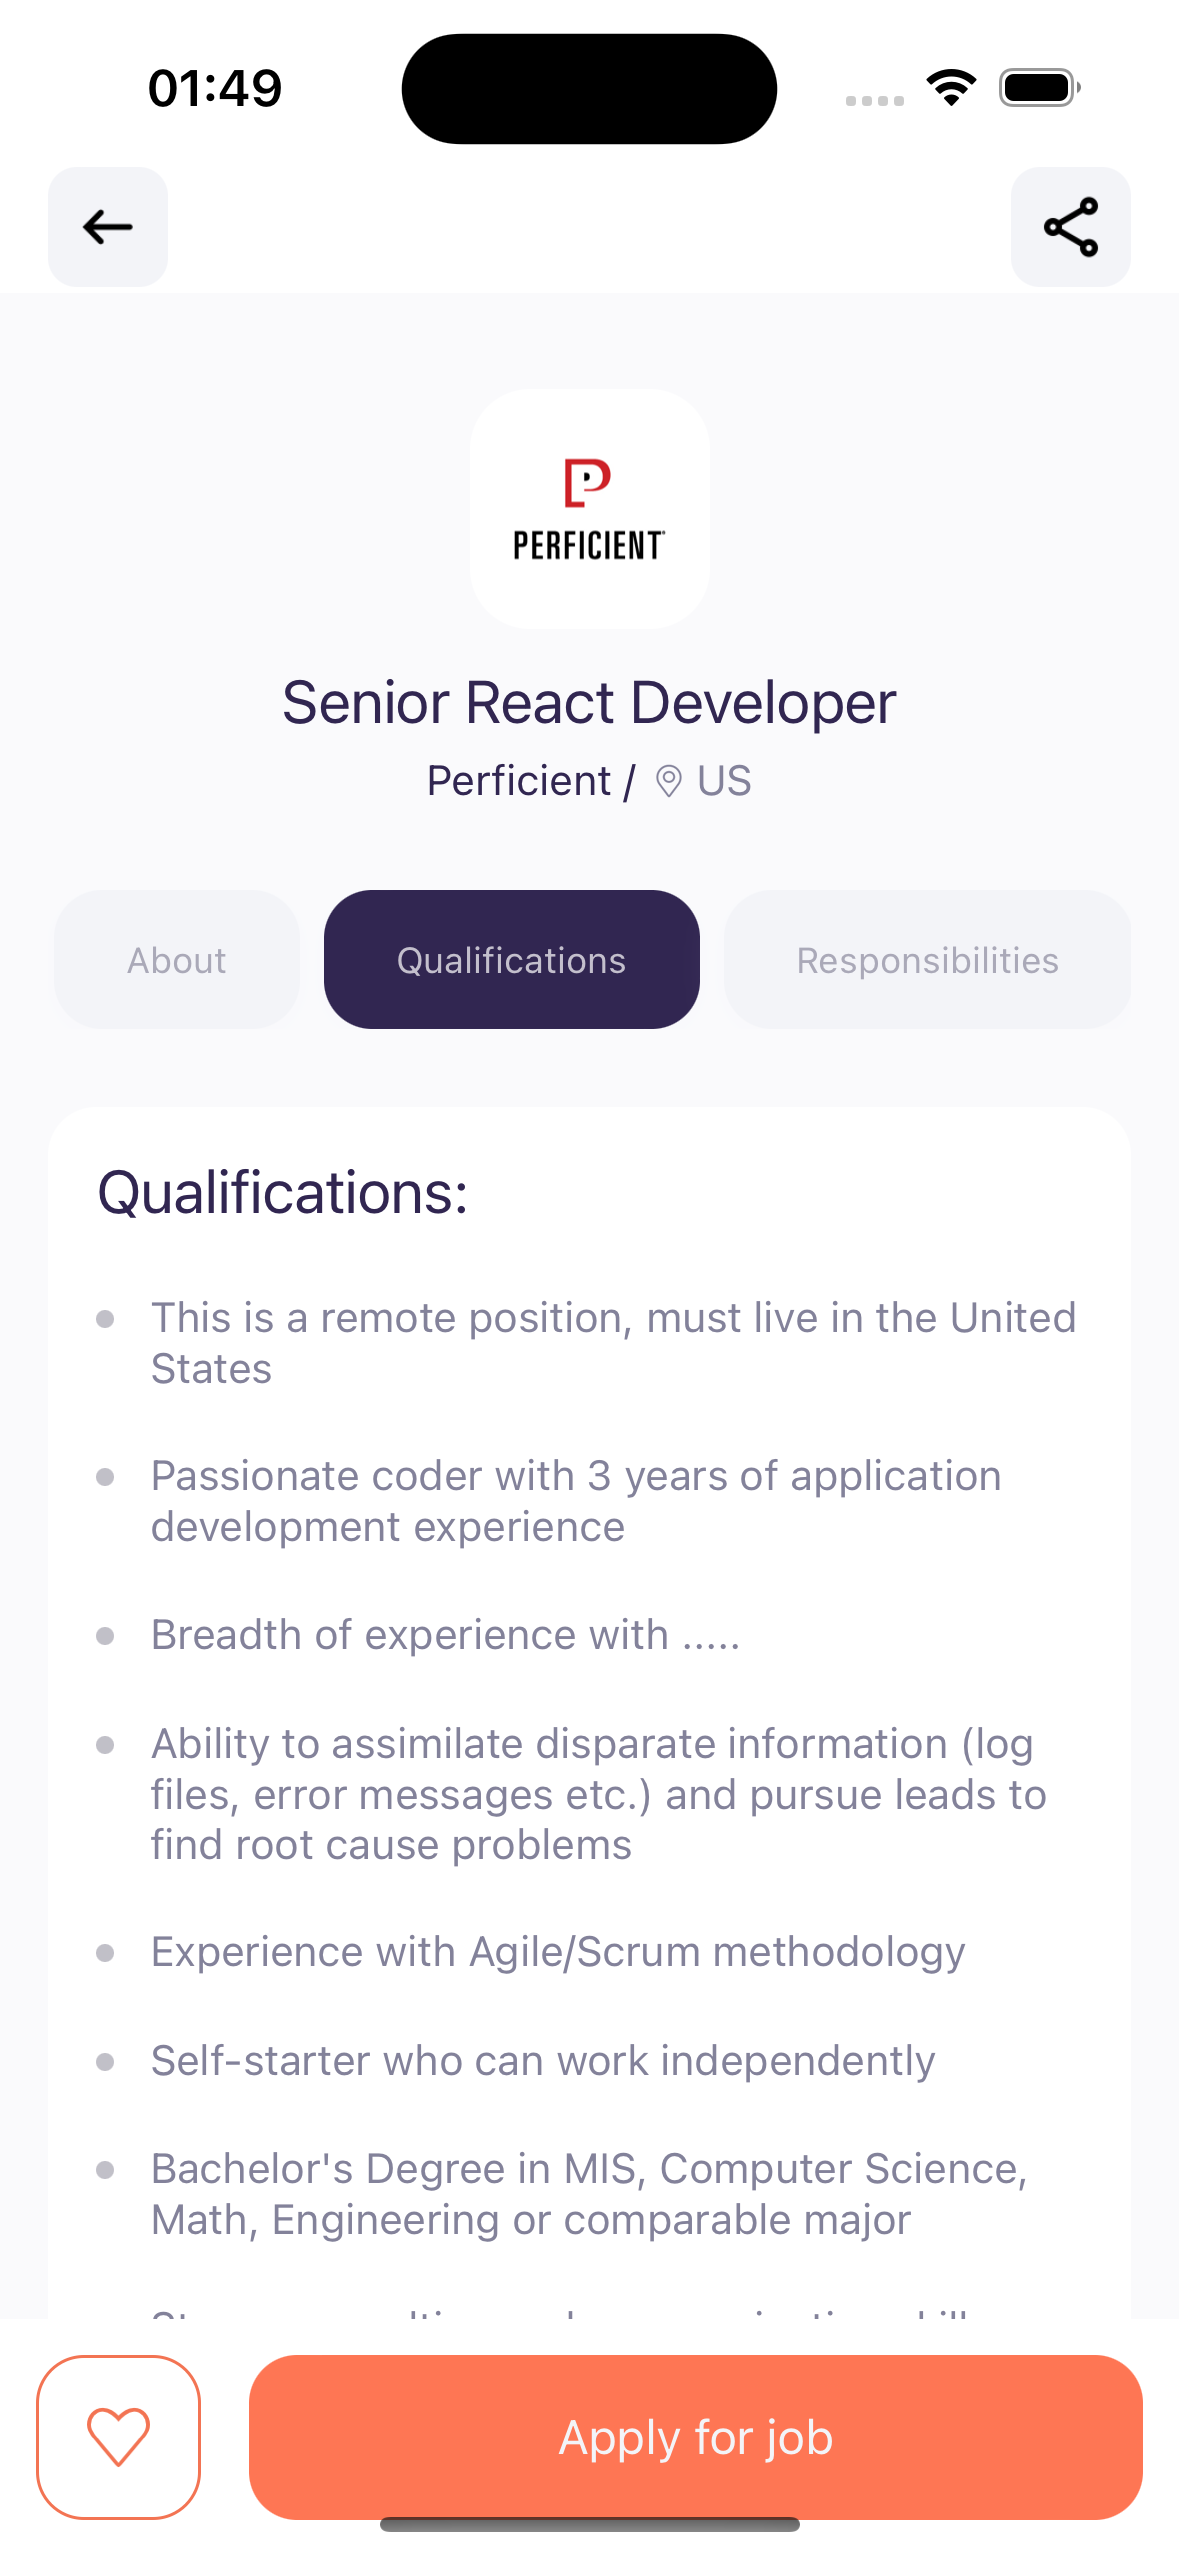 01:49
PERFICIENT
Senior React Developer
Perficient / US
About
Qualifications
Responsibilities
Qualifications:
This is a remote position, must live in the United
States
Passionate coder with 3 years of application
development experience
Breadth of experience with .....
Ability to assimilate disparate information (log
files, error messages etc.) and pursue leads to
find root cause problems
Experience with Agile/Scrum methodology
Self-starter who can work independently
Bachelor's Degree in MIS, Computer Science,
Math, Engineering or comparable major
Apply for job